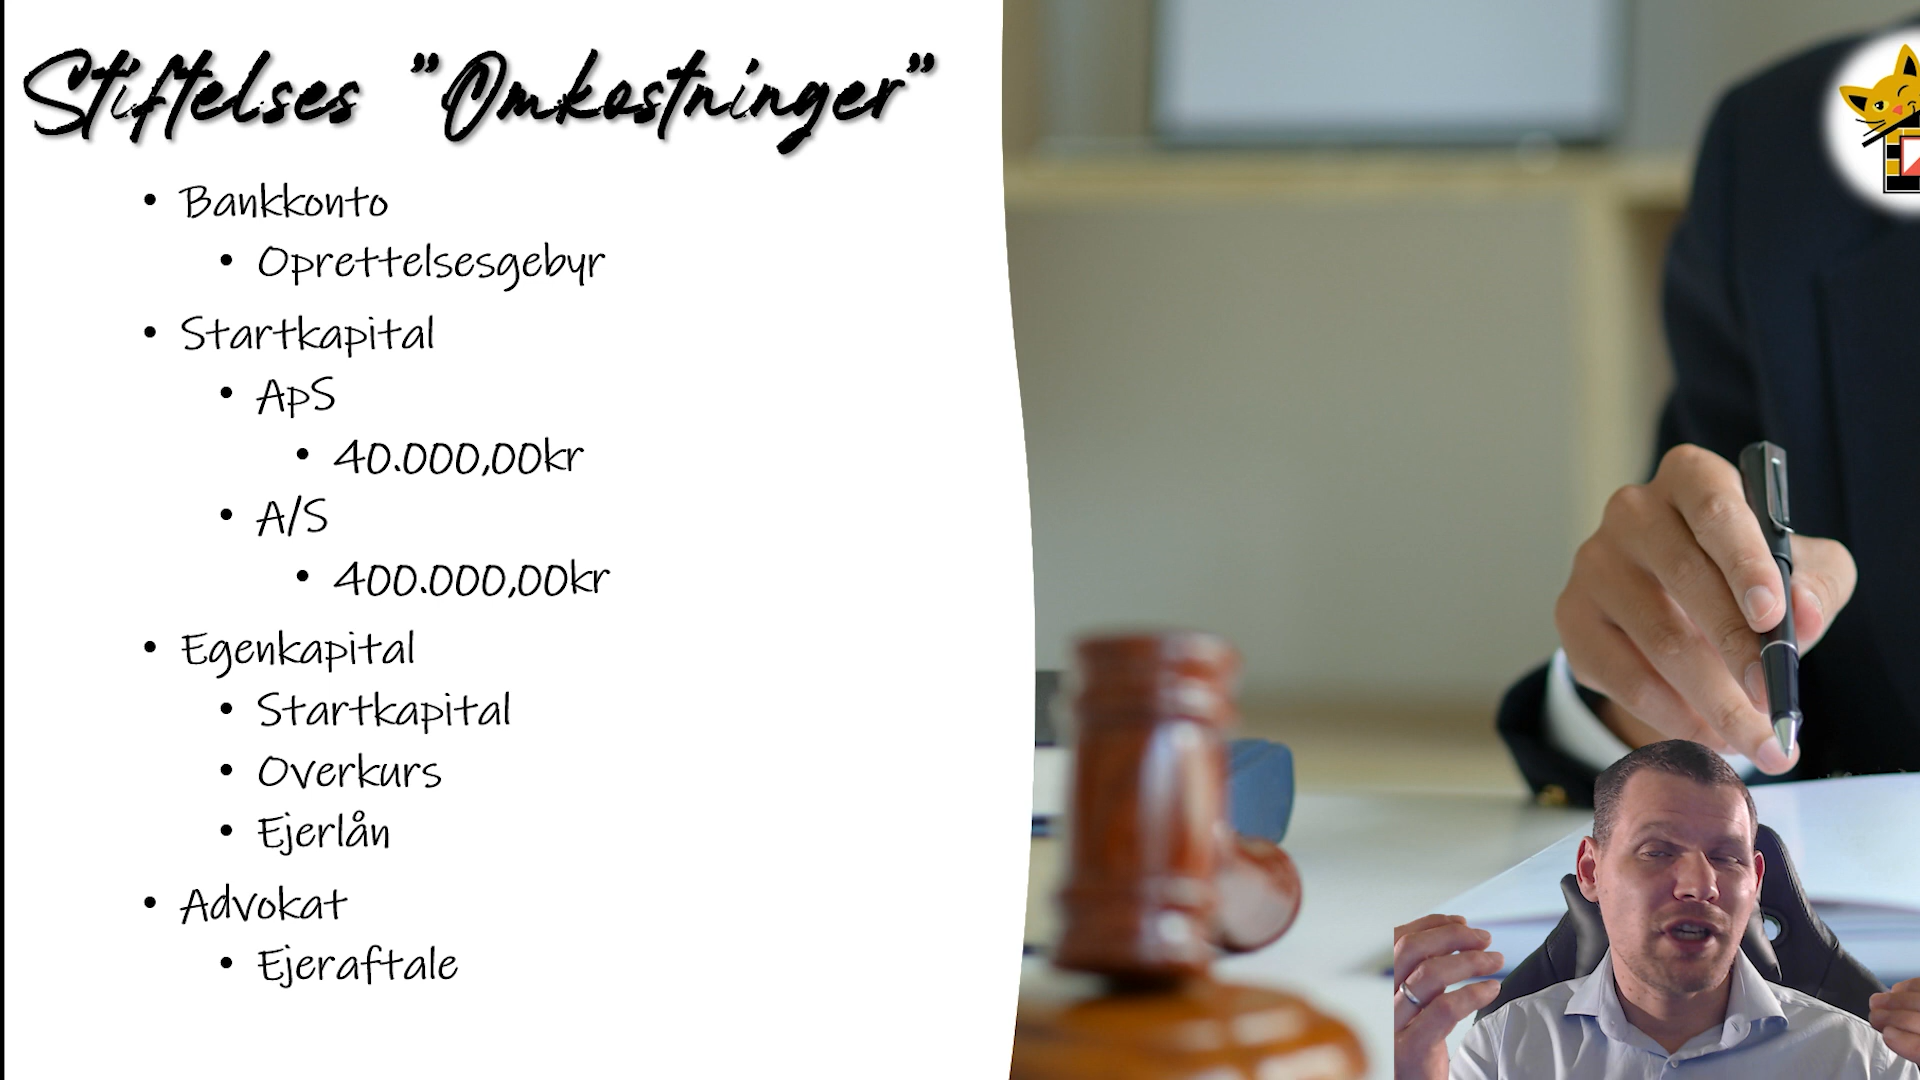 Stiftelses "Omkostninger"
• Bankkonto
• Oprettelsesgebyr
• Startkapital
• ApS
• 40.000,00kr
• A/S
• 400.000,00kr
• Egenkapital
• Startkapital
• Overkurs
• Ejerlån
• Advokat
• Ejeraftale